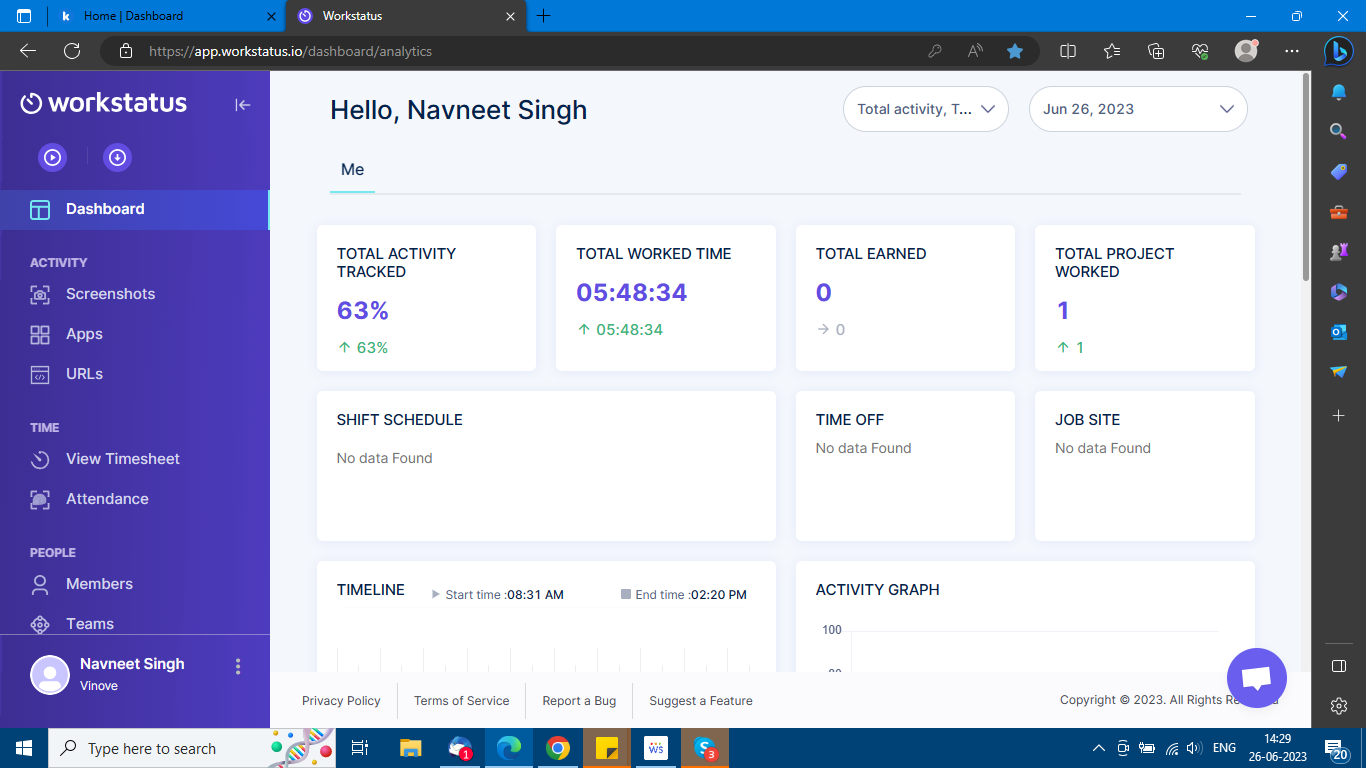 Home | Dashboard
Workstatus
https://app.workstatus.io/dashboard/analytics
workstatus
Dashboard
ACTIVITY
Screenshots
Apps
URLs
TIME
View Timesheet
Attendance
PEOPLE
Members
Teams
Navneet Singh
Vinove
Hello, Navneet Singh
Total activity, T...
Jun 26, 2023
Me
TOTAL ACTIVITY
TRACKED
63%
63%
TOTAL WORKED TIME
05:48:34
05:48:34
TOTAL EARNED
0
0
TOTAL PROJECT
WORKED
1
1
SHIFT SCHEDULE
No data Found
TIME OFF
No data Found
JOB SITE
No data Found
TIMELINE
Start time :08:31 AM
End time :02:20 PM
ACTIVITY GRAPH
100
Privacy Policy
Terms of Service
Report a Bug
Suggest a Feature
Copyright © 2023. All Rights
Type here to search
1
WS
3
ENG
14:29
26-06-2023
20